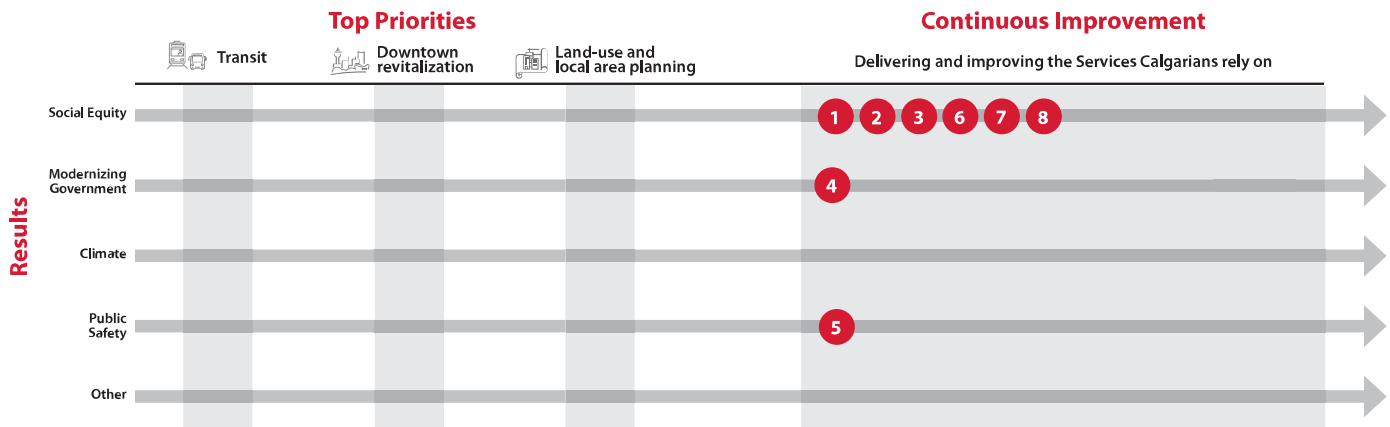 Top Priorities
Continuous Improvement
Transit
Downtown
revitalization
Land-use and
local area planning
Delivering and improving the Services Calgarians rely on
Results
Social Equity
1 2 3 6 7 8
Modernizing
Government
4
Climate
Public
Safety
5
Other